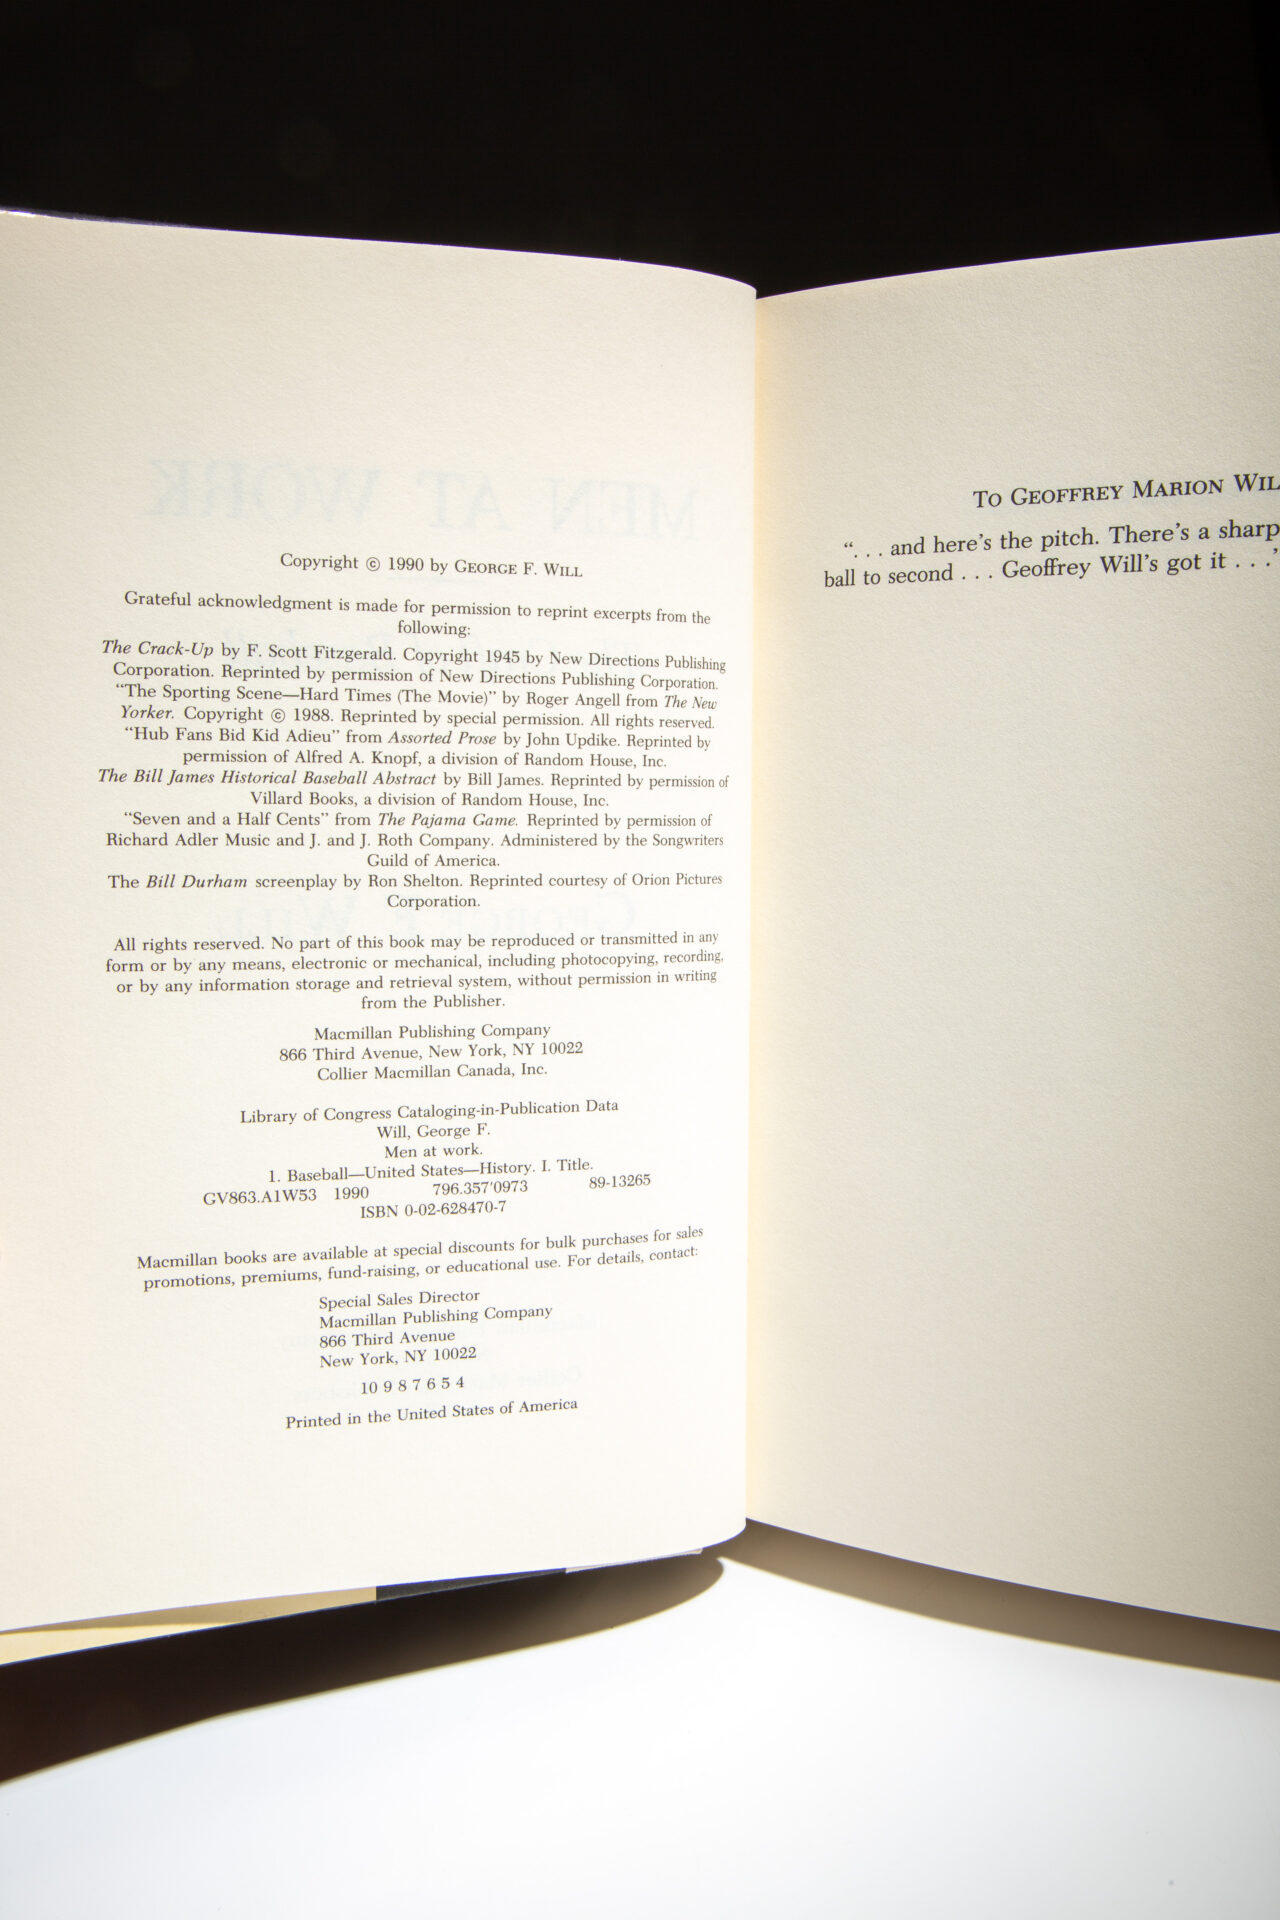 Copyright © 1990 by GEORGE F. WILL
Grateful acknowledgment is made for permission to reprint excerpts from the
following:
The Crack-Up by F. Scott Fitzgerald. Copyright 1945 by New Directions Publishing
Corporation. Reprinted by permission of New Directions Publishing Corporation.
“The Sporting Scene—Hard Times (The Movie)” by Roger Angell from The New
Yorker. Copyright © 1988. Reprinted by special permission. All rights reserved.
“Hub Fans Bid Kid Adieu” from Assorted Prose by John Updike. Reprinted by
permission of Alfred A. Knopf, a division of Random House, Inc.
The Bill James Historical Baseball Abstract by Bill James. Reprinted by permission of
Villard Books, a division of Random House, Inc.
“Seven and a Half Cents” from The Pajama Game. Reprinted by permission of
Richard Adler Music and J. and J. Roth Company. Administered by the Songwriters
Guild of America.
The Bill Durham screenplay by Ron Shelton. Reprinted courtesy of Orion Pictures
Corporation.
All rights reserved. No part of this book may be reproduced or transmitted in any
form or by any means, electronic or mechanical, including photocopying, recording,
or by any information storage and retrieval system, without permission in writing
from the Publisher.
Macmillan Publishing Company
866 Third Avenue, New York, NY 10022
Collier Macmillan Canada, Inc.
Library of Congress Cataloging-in-Publication Data
Will, George F.
Men at work.
1. Baseball—United States—History. I. Title.
GV863.A1W53 1990 796.357′0973 89-13265
ISBN 0-02-628470-7
Macmillan books are available at special discounts for bulk purchases for sales
promotions, premiums, fund-raising, or educational use. For details, contact:
Special Sales Director
Macmillan Publishing Company
866 Third Avenue
New York, NY 10022
10 9 8 7 6 5 4
Printed in the United States of America
TO GEOFFREY MARION WIL
“. . . and here’s the pitch. There’s a sharp
ball to second . . . Geoffrey Will’s got it . . .’